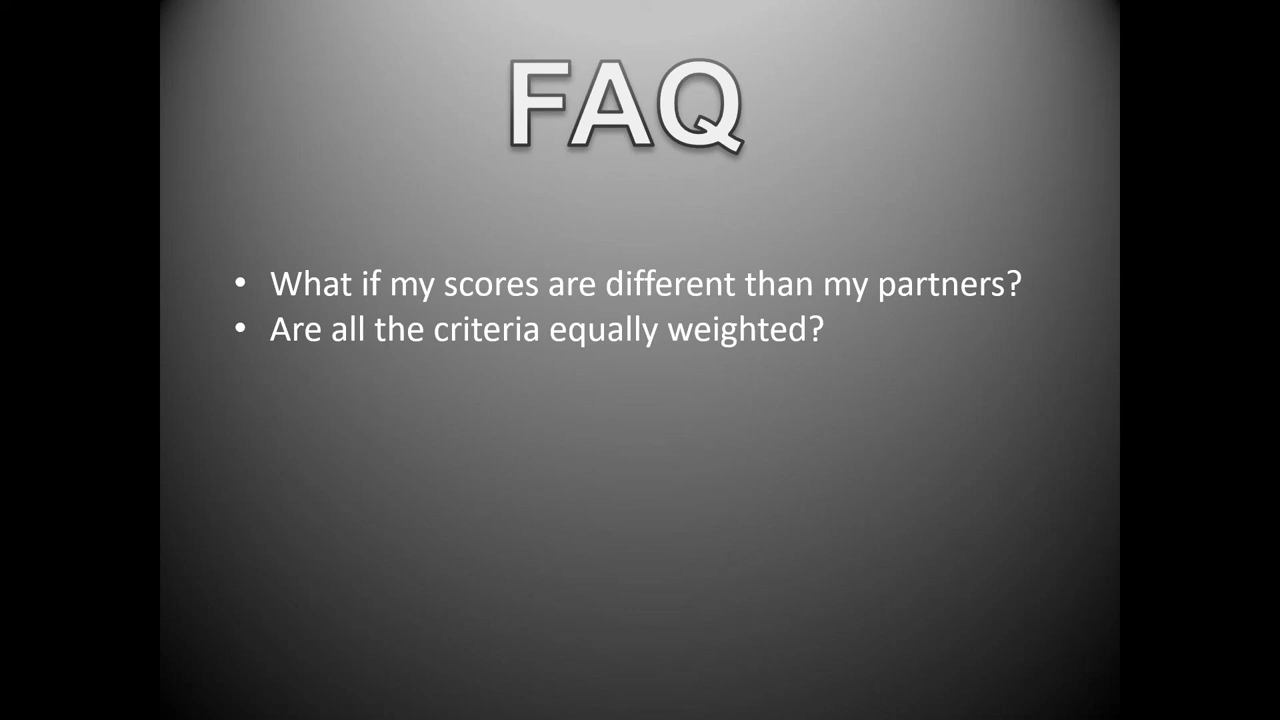 FAQ
• What if my scores are different than my partners?
• Are all the criteria equally weighted?